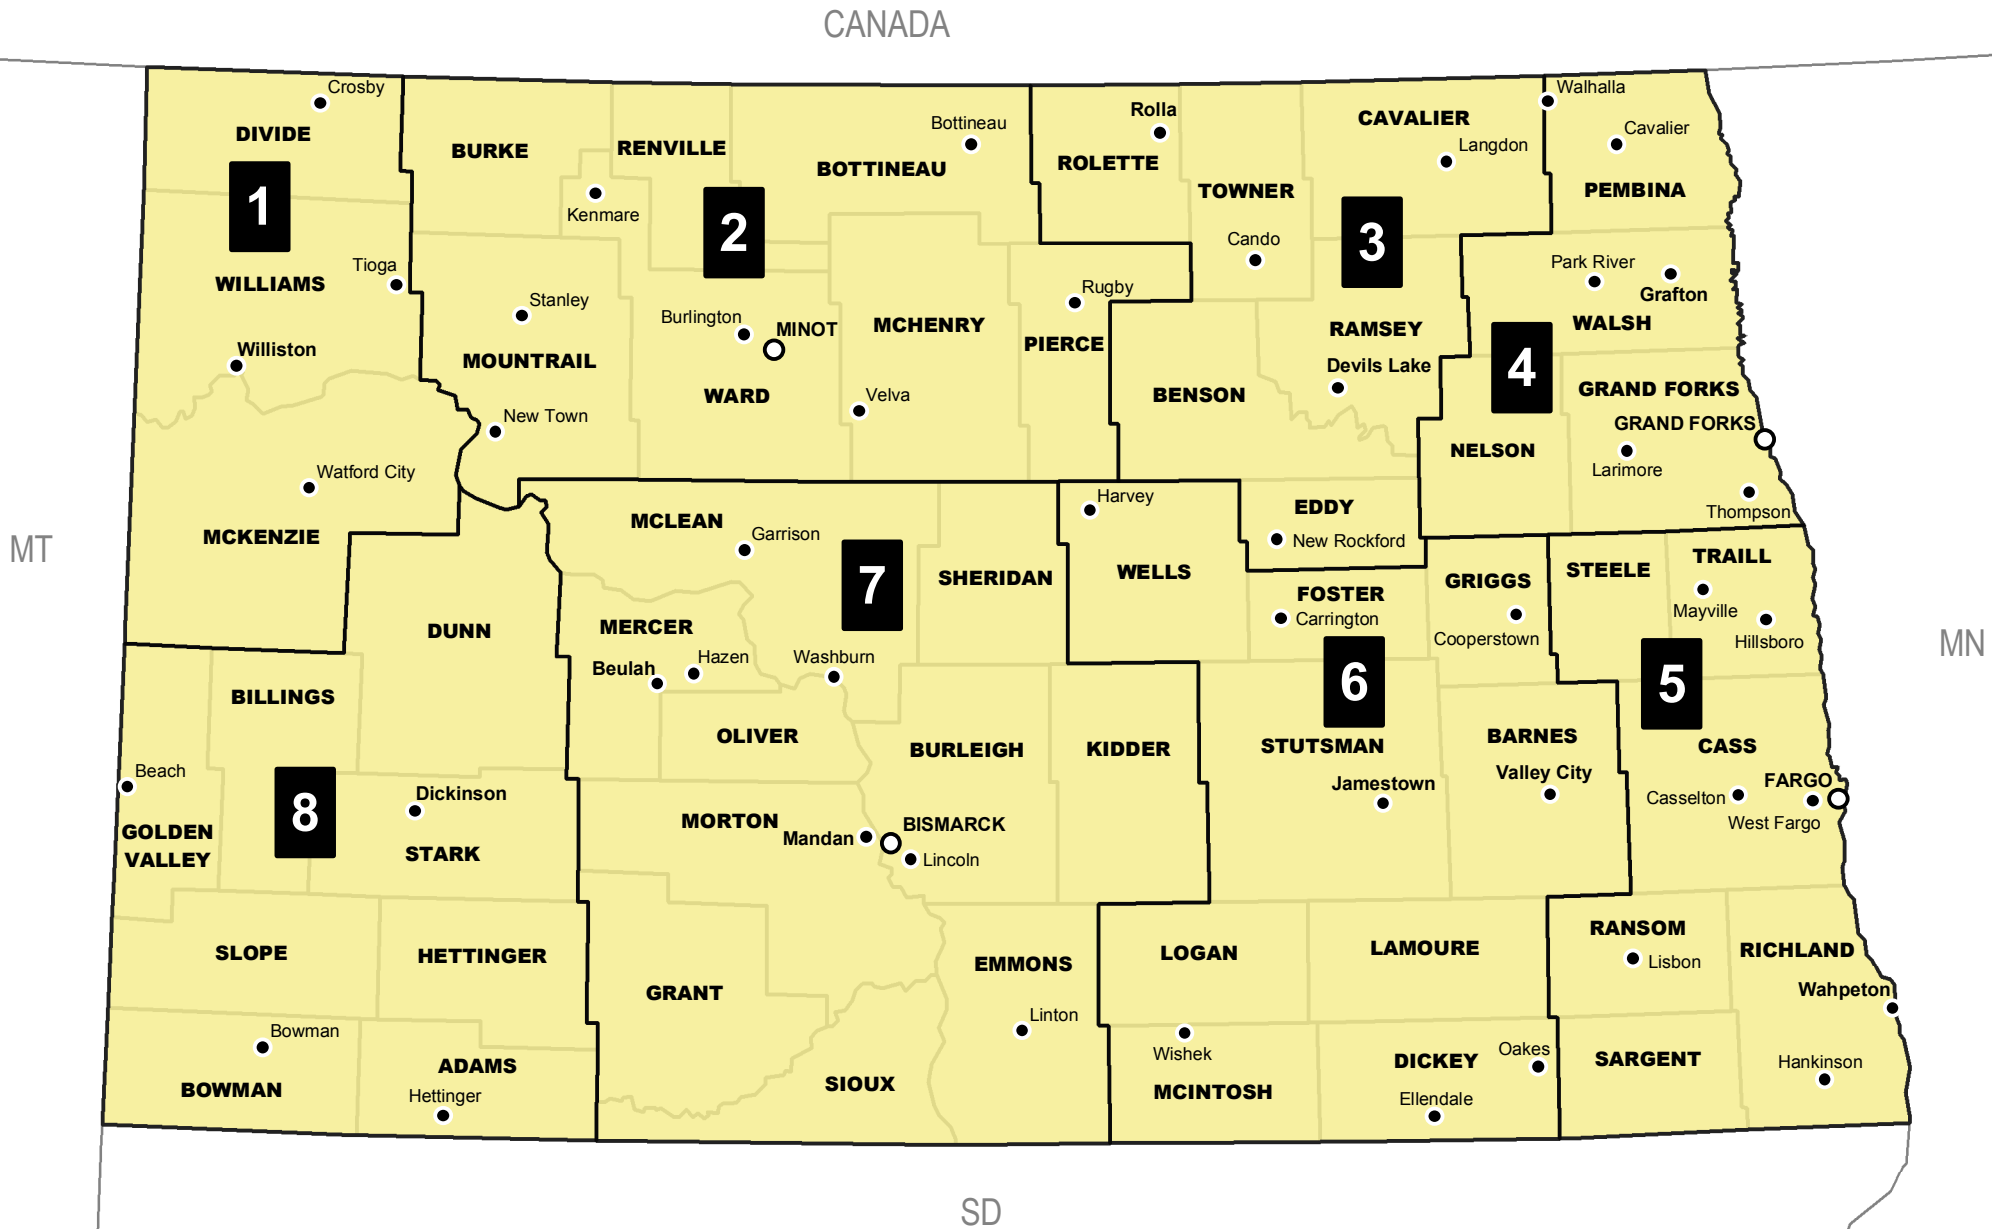 CANADA
Crosby
DIVIDE
1
WILLIAMS
Tioga
Williston
Watford City
MCKENZIE
BURKE
RENVILLE
Kenmare
BOTTINEAU
Bottineau
2
Stanley
MOUNTRAIL
New Town
Burlington
MINOT
WARD
MCHENRY
Velva
Rugby
PIERCE
Rolla
ROLETTE
TOWNER
Cando
CAVALIER
Langdon
3
RAMSEY
Devils Lake
BENSON
EDDY
New Rockford
Walhalla
Cavalier
PEMBINA
Park River
Grafton
WALSH
4
GRAND FORKS
GRAND FORKS
Larimore
NELSON
Thompson
MT
MN
MCLEAN
Garrison
7
SHERIDAN
MERCER
Hazen
Beulah
Washburn
OLIVER
BURLEIGH
KIDDER
MORTON
Mandan
BISMARCK
Lincoln
GRANT
SIOUX
EMMONS
Linton
Harvey
WELLS
FOSTER
Carrington
GRIGGS
Cooperstown
6
STUTSMAN
Jamestown
BARNES
Valley City
LOGAN
LAMOURE
Wishek
MCINTOSH
DICKEY
Oakes
Ellendale
STEELE
TRAILL
Mayville
Hillsboro
5
CASS
Casselton
FARGO
West Fargo
RANSOM
Lisbon
RICHLAND
Wahpeton
SARGENT
Hankinson
DUNN
BILLINGS
Beach
8
Dickinson
STARK
GOLDEN
VALLEY
SLOPE
HETTINGER
Bowman
BOWMAN
ADAMS
Hettinger
SD